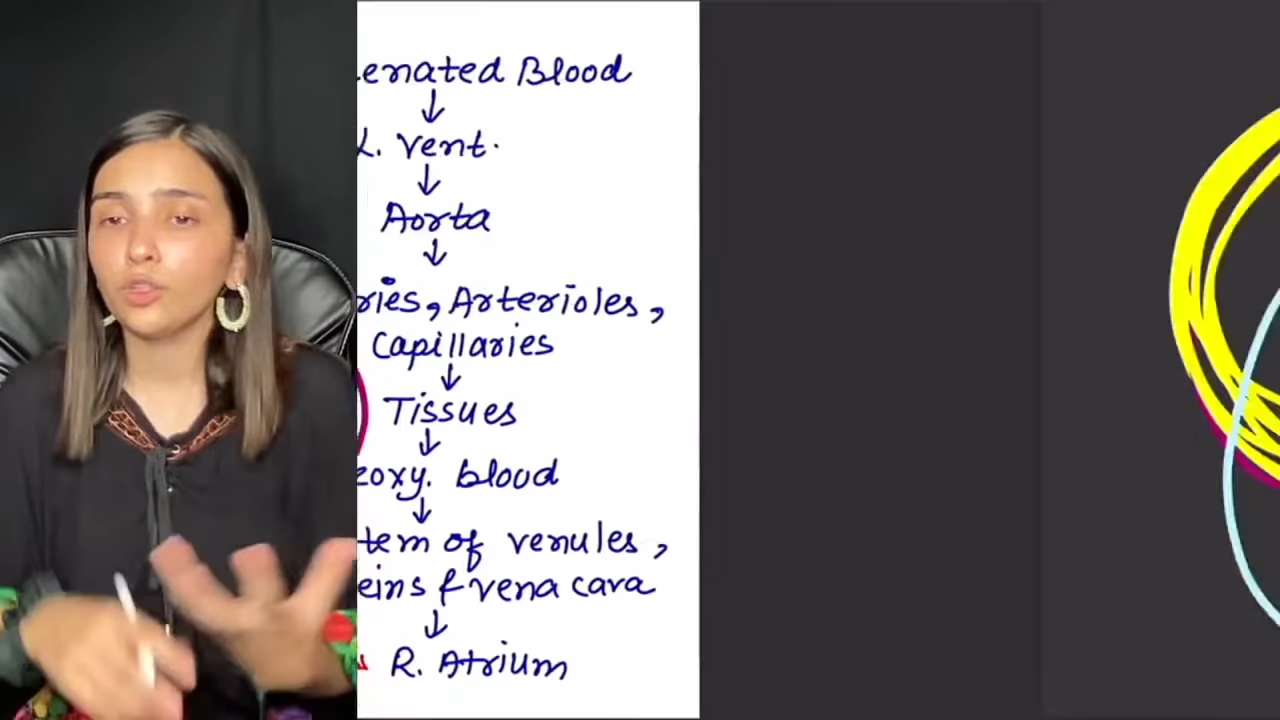 enated Blood
↓
L. vent.
↓
Aorta
↓
ries, Arterioles,
Capillaries
↓
Tissues
↓
eoxy. blood
↓
tem of venules,
eins & vena cava
↓
R. Atrium